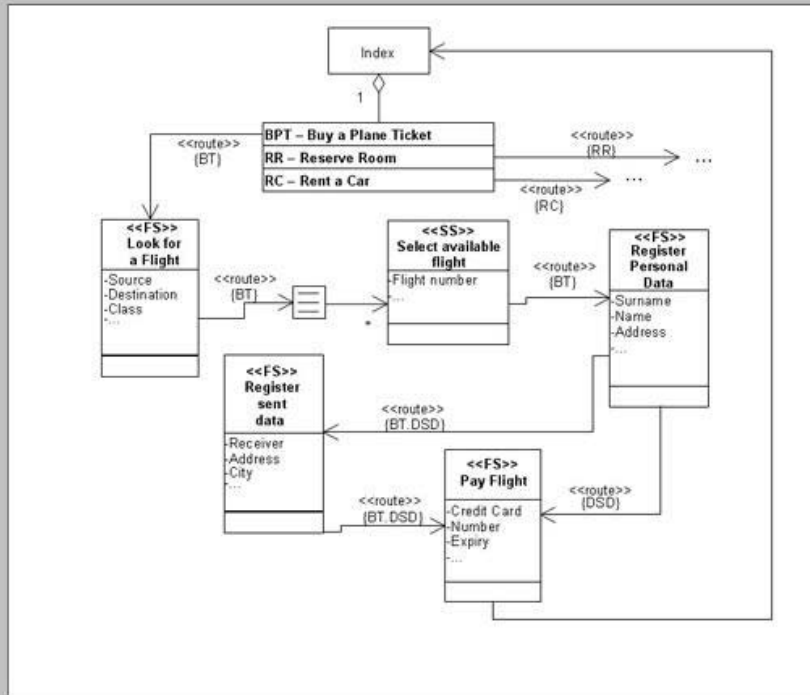 Index
1
BPT – Buy a Plane Ticket
RR – Reserve Room
RC – Rent a Car
<<route>>
{BT}
<<route>>
{RR}
...
<<route>>
{RC}
...
<<FS>>
Look for
a Flight
-Source
-Destination
-Class
-...
<<route>>
{BT}
*
<<SS>>
Select available
flight
-Flight number
-...
<<route>>
{BT}
<<FS>>
Register
Personal
Data
-Surname
-Name
-Address
-...
<<FS>>
Register
sent
data
-Receiver
-Address
-City
-...
<<route>>
{BT.DSD}
<<route>>
{BT.DSD}
<<FS>>
Pay Flight
-Credit Card
-Number
-Expiry
-...
<<route>>
{DSD}